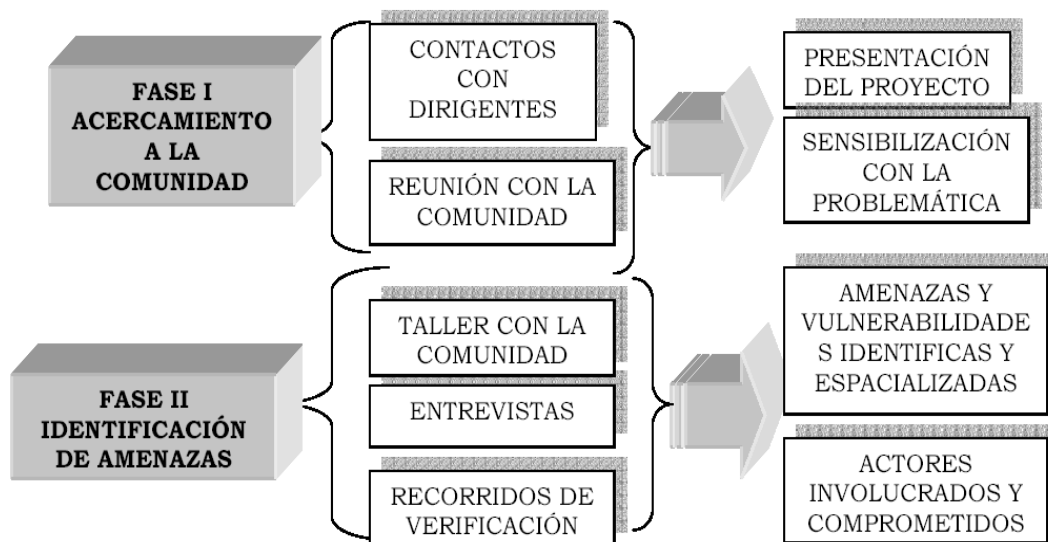 FASE I
ACERCAMIENTO
A LA
COMUNIDAD
CONTACTOS
CON
DIRIGENTES
REUNIÓN CON LA
COMUNIDAD
PRESENTACIÓN
DEL PROYECTO
SENSIBILIZACIÓN
CON LA
PROBLEMÁTICA
FASE II
IDENTIFICACIÓN
DE AMENAZAS
TALLER CON LA
COMUNIDAD
ENTREVISTAS
RECORRIDOS DE
VERIFICACIÓN
AMENAZAS Y
VULNERABILIDADE
S IDENTIFICAS Y
ESPACIALIZADAS
ACTORES
INVOLUCRADOS Y
COMPROMETIDOS